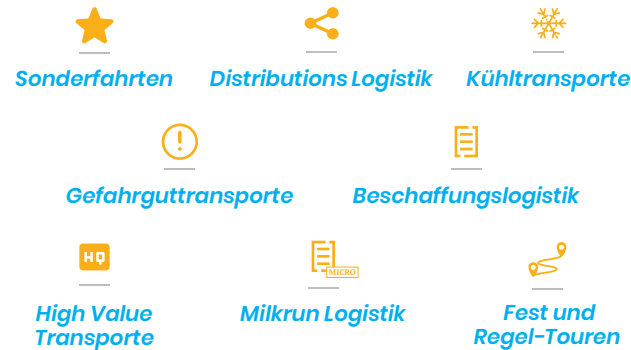 Sonderfahrten
Distributions Logistik
Kühltransporte
Gefahrguttransporte
Beschaffungslogistik
HQ
MICRO
High Value
Transporte
Milkrun Logistik
Fest und
Regel-Touren